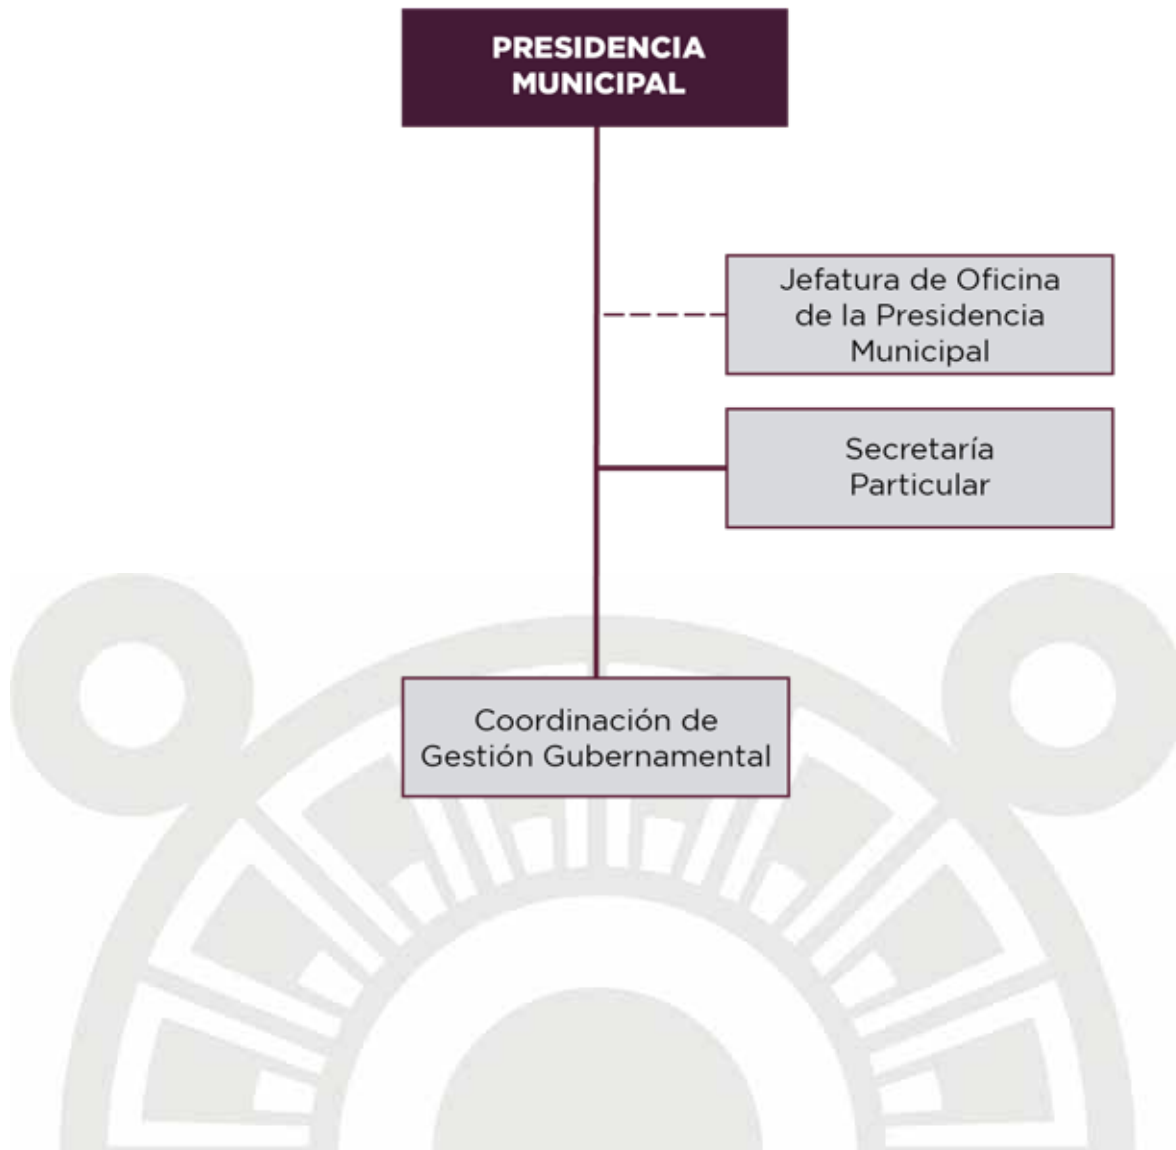 PRESIDENCIA
MUNICIPAL
Jefatura de Oficina
de la Presidencia
Municipal
Secretaría
Particular
Coordinación de
Gestión Gubernamental